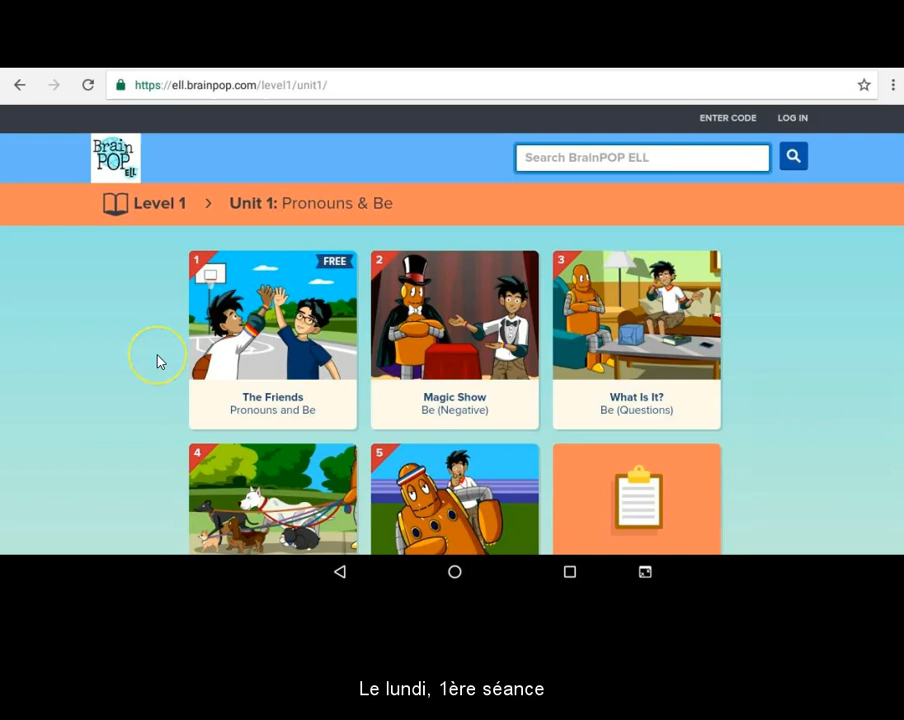 https://ell.brainpop.com/level1/unit1/
ENTER CODE LOG IN
Brain
POP
ELL
Search BrainPOP ELL
Level 1 > Unit 1: Pronouns & Be
1 FREE 2 3
The Friends
Pronouns and Be
Magic Show
Be (Negative)
What Is It?
Be (Questions)
4 5
Le lundi, 1ère séance